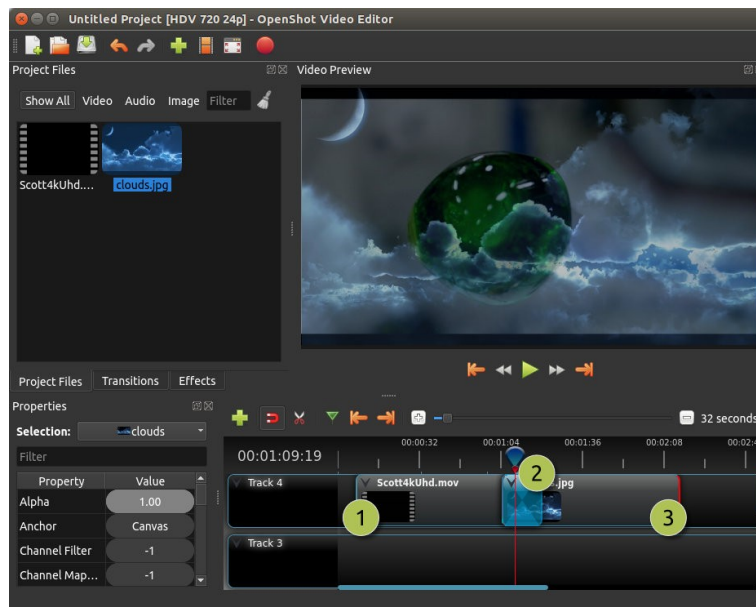 Untitled Project [HDV 720 24p] - OpenShot Video Editor
Project Files
Video Preview
Show All Video Audio Image Filter
Scott4kUhd....
clouds.jpg
Project Files Transitions Effects
Properties
Selection: clouds
32 seconds
Filter
00:01:09:19
00:00:32 00:01:04 00:01:36 00:02:08
Property Value
Alpha 1.00
Anchor Canvas
Channel Filter -1
Channel Map... -1
Track 4
Scott4kUhd.mov
.jpg
1
2
3
Track 3